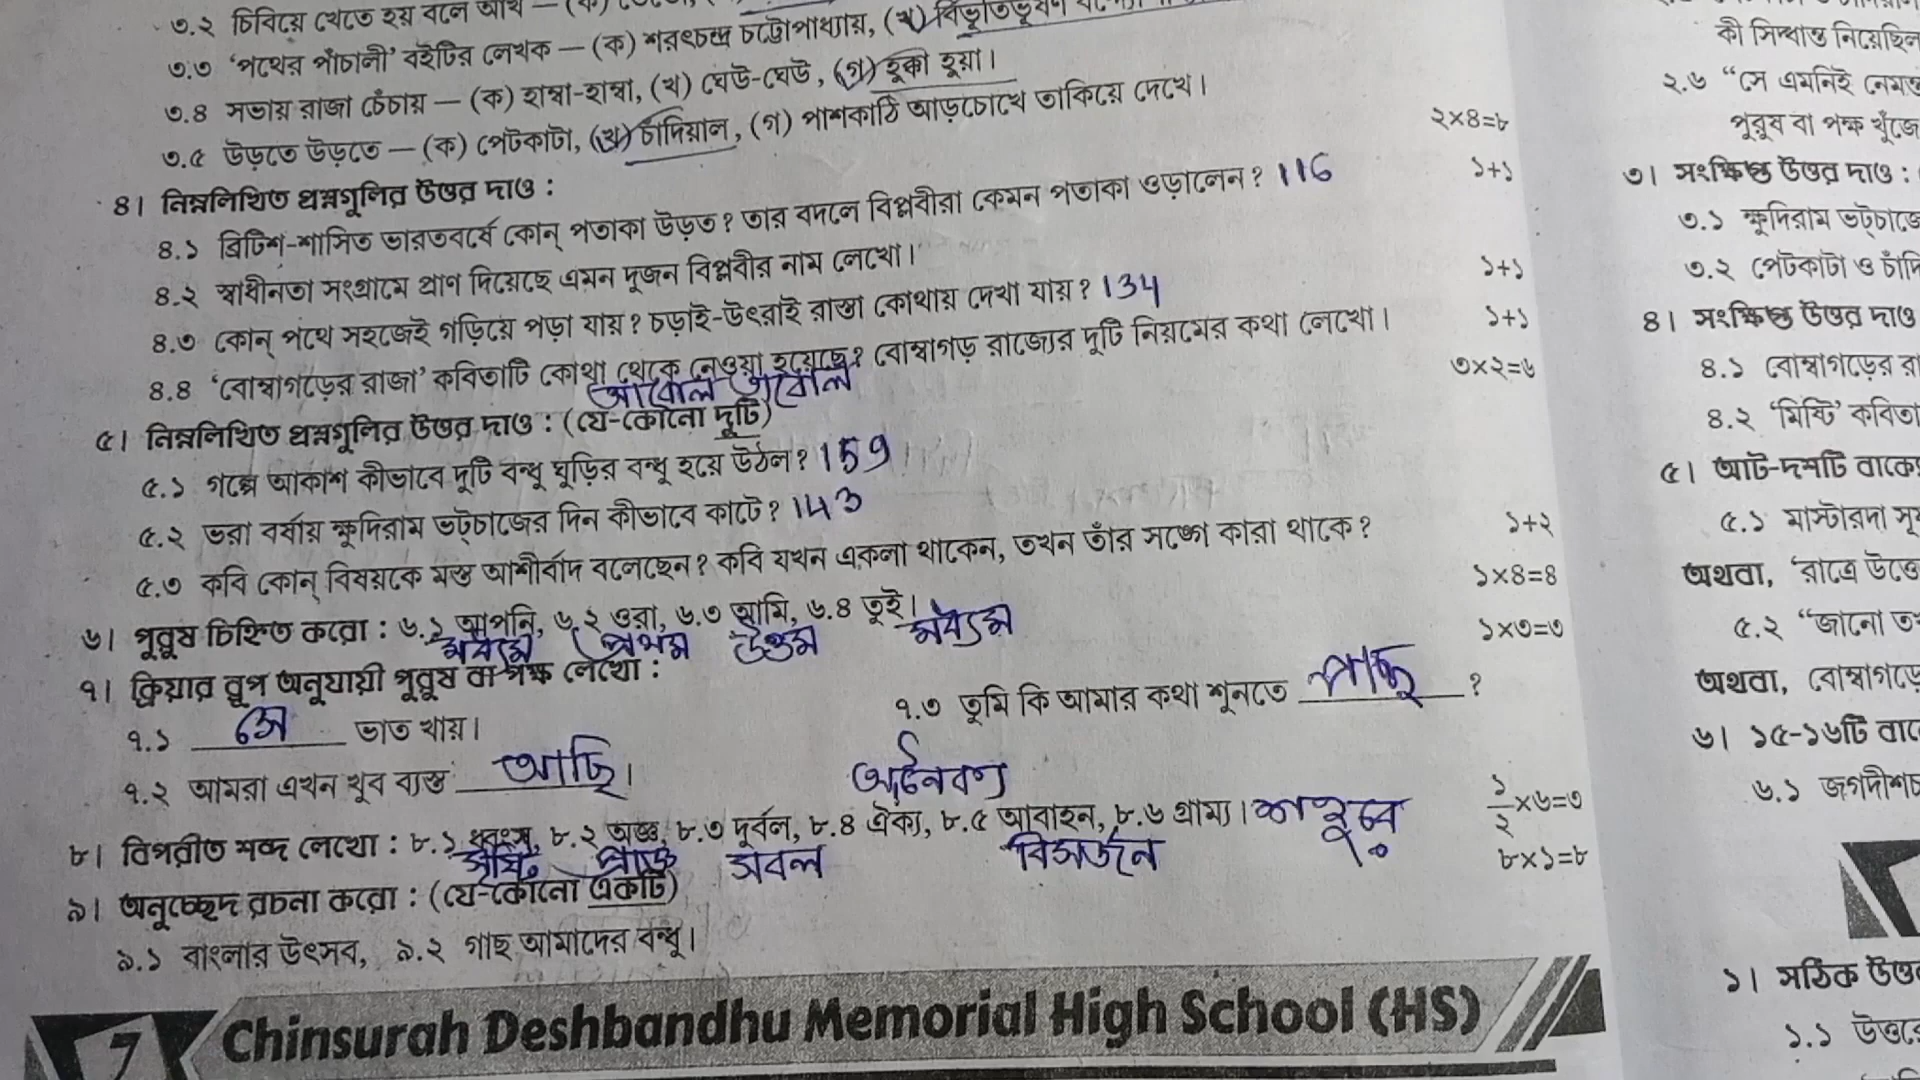 ৩.২ চিবিয়ে খেতে হয় বলে আখ — (ক)
৩.৩ ‘পথের পাঁচালী’ বইটির লেখক — (ক) শরৎচন্দ্র চট্টোপাধ্যায়, (খ) বিভূতিভূষণ
৩.৪ সভায় রাজা চেঁচায় — (ক) হাম্বা-হাম্বা, (খ) ঘেউ-ঘেউ, (গ) হুক্কা হুয়া।
৩.৫ উড়তে উড়তে — (ক) পেটকাটা, (খ) চাঁদিয়াল, (গ) পাশকাঠি আড়চোখে তাকিয়ে দেখে।
৪। নিম্নলিখিত প্রশ্নগুলির উত্তর দাও : ২×৪=৮
৪.১ ব্রিটিশ-শাসিত ভারতবর্ষে কোন্ পতাকা উড়ত? তার বদলে বিপ্লবীরা কেমন পতাকা ওড়ালেন? 116 ১+১
৪.২ স্বাধীনতা সংগ্রামে প্রাণ দিয়েছে এমন দুজন বিপ্লবীর নাম লেখো।
৪.৩ কোন্ পথে সহজেই গড়িয়ে পড়া যায়? চড়াই-উৎরাই রাস্তা কোথায় দেখা যায়? 134 ১+১
৪.৪ ‘বোম্বাগড়ের রাজা’ কবিতাটি কোথা থেকে নেওয়া হয়েছে? বোম্বাগড় রাজ্যের দুটি নিয়মের কথা লেখো। ১+১
আবোল তাবোল
৫। নিম্নলিখিত প্রশ্নগুলির উত্তর দাও : (যে-কোনো দুটি) ৩×২=৬
৫.১ গল্পে আকাশ কীভাবে দুটি বন্ধু ঘুড়ির বন্ধু হয়ে উঠল? 159
৫.২ ভরা বর্ষায় ক্ষুদিরাম ভট্চাজের দিন কীভাবে কাটে? 143
৫.৩ কবি কোন্ বিষয়কে মস্ত আশীর্বাদ বলেছেন? কবি যখন একলা থাকেন, তখন তাঁর সঙ্গে কারা থাকে? ১+২
৬। পুরুষ চিহ্নিত করো : ৬.১ আপনি, ৬.২ ওরা, ৬.৩ আমি, ৬.৪ তুই। ১×৪=৪
মধ্যম প্রথম উত্তম মধ্যম
৭। ক্রিয়ার রূপ অনুযায়ী পুরুষ বা পক্ষ লেখো : ১×৩=৩
৭.১ সে ভাত খায়।
৭.৩ তুমি কি আমার কথা শুনতে পাচ্ছ ?
৭.২ আমরা এখন খুব ব্যস্ত আছি।
অনৈক্য
৮। বিপরীত শব্দ লেখো : ৮.১ ধ্বংস, ৮.২ অজ্ঞ, ৮.৩ দুর্বল, ৮.৪ ঐক্য, ৮.৫ আবাহন, ৮.৬ গ্রাম্য। শহুরে ১/২×৬=৩
সৃষ্টি প্রাজ্ঞ সবল বিসর্জন
৯। অনুচ্ছেদ রচনা করো : (যে-কোনো একটি) ৮×১=৮
৯.১ বাংলার উৎসব, ৯.২ গাছ আমাদের বন্ধু।
7 Chinsurah Deshbandhu Memorial High School (HS)
কী সিদ্ধান্ত নিয়েছিল
২.৬ “সে এমনিই
পুরুষ বা পক্ষ খুঁজে
৩। সংক্ষিপ্ত উত্তর দাও :
৩.১ ক্ষুদিরাম
৩.২ পেটকাটা ও
৪। সংক্ষিপ্ত উত্তর দাও
৪.১ বোম্বাগড়ের
৪.২ ‘মিষ্টি’ কবিতা
৫। আট-দশটি
৫.১ মাস্টারদা
অথবা, ‘রাত্রে
৫.২ “জানো
অথবা,
৬। ১৫-১৬টি
৬.১
১। সঠিক
১.১